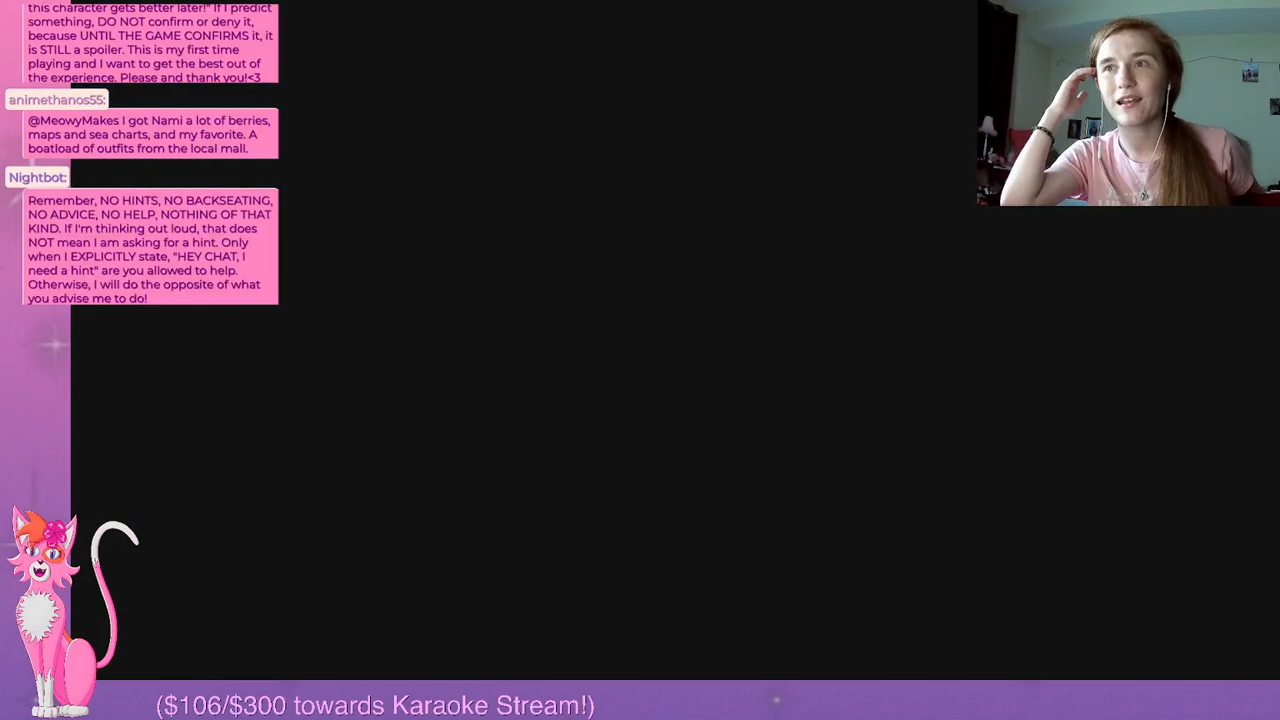 this character gets better later!" If I predict
something, DO NOT confirm or deny it,
because UNTIL THE GAME CONFIRMS it, it
is STILL a spoiler. This is my first time
playing and I want to get the best out of
the experience. Please and thank you!<3
animethanos55:
@MeowyMakes I got Nami a lot of berries,
maps and sea charts, and my favorite. A
boatload of outfits from the local mall.
Nightbot:
Remember, NO HINTS, NO BACKSEATING,
NO ADVICE, NO HELP, NOTHING OF THAT
KIND. If I'm thinking out loud, that does
NOT mean I am asking for a hint. Only
when I EXPLICITLY state, "HEY CHAT, I
need a hint" are you allowed to help.
Otherwise, I will do the opposite of what
you advise me to do!
($106/$300 towards Karaoke Stream!)